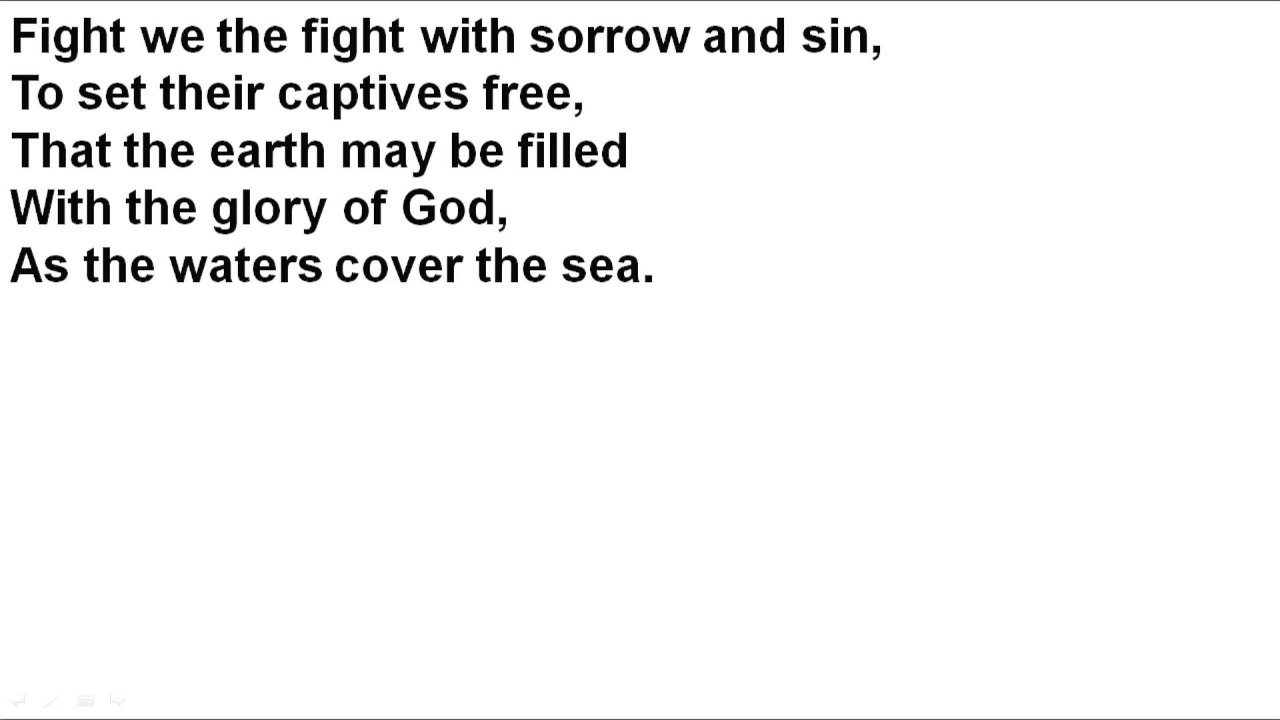 Fight we the fight with sorrow and sin,
To set their captives free,
That the earth may be filled
With the glory of God,
As the waters cover the sea.